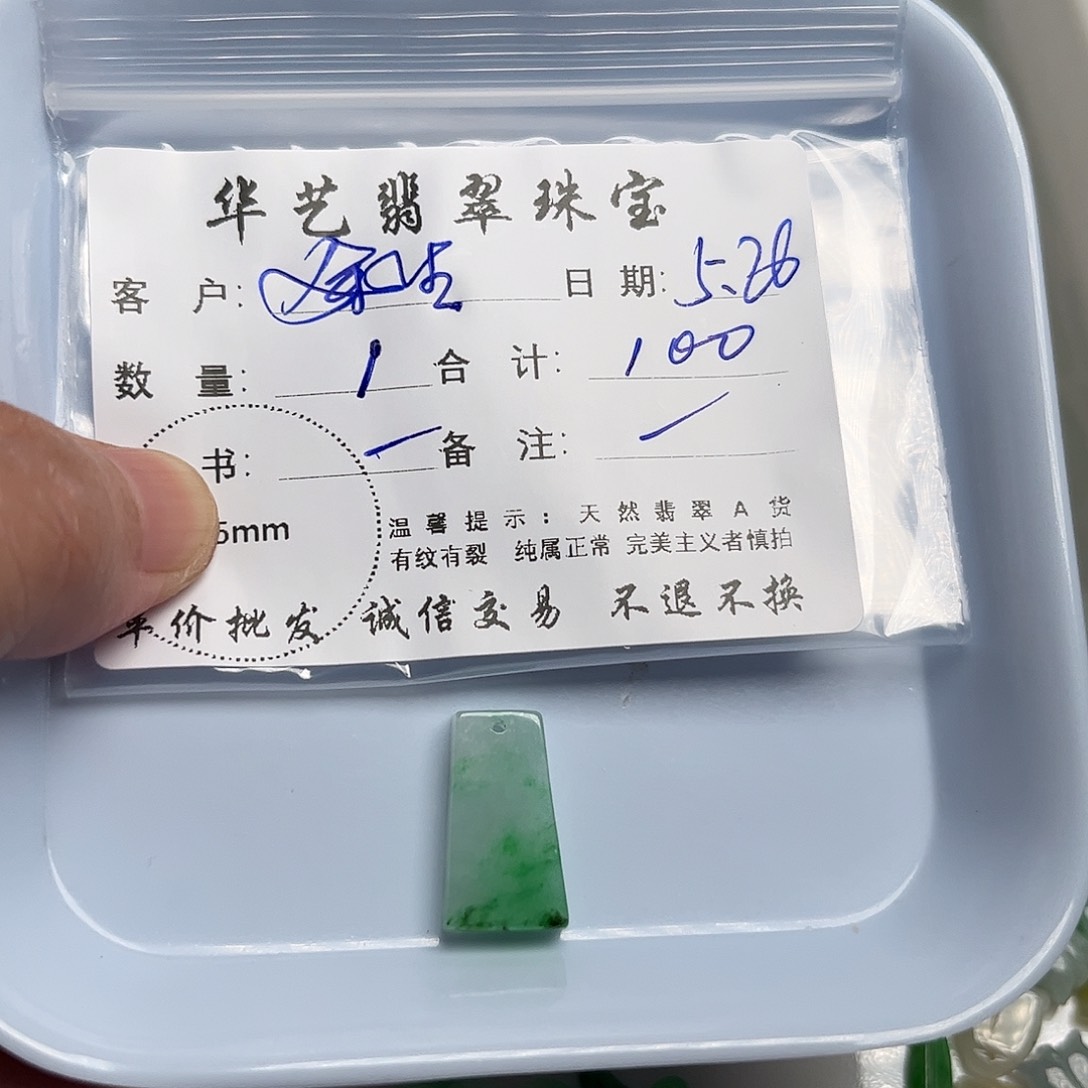 华艺翡翠珠宝
客 户: 日 期: 5.26
数 量: 1 合 计: 100
书: 一 备 注:
5mm 温馨提示: 天然翡翠A货
有纹有裂 纯属正常 完美主义者慎拍
价批发 诚信交易 不退不换